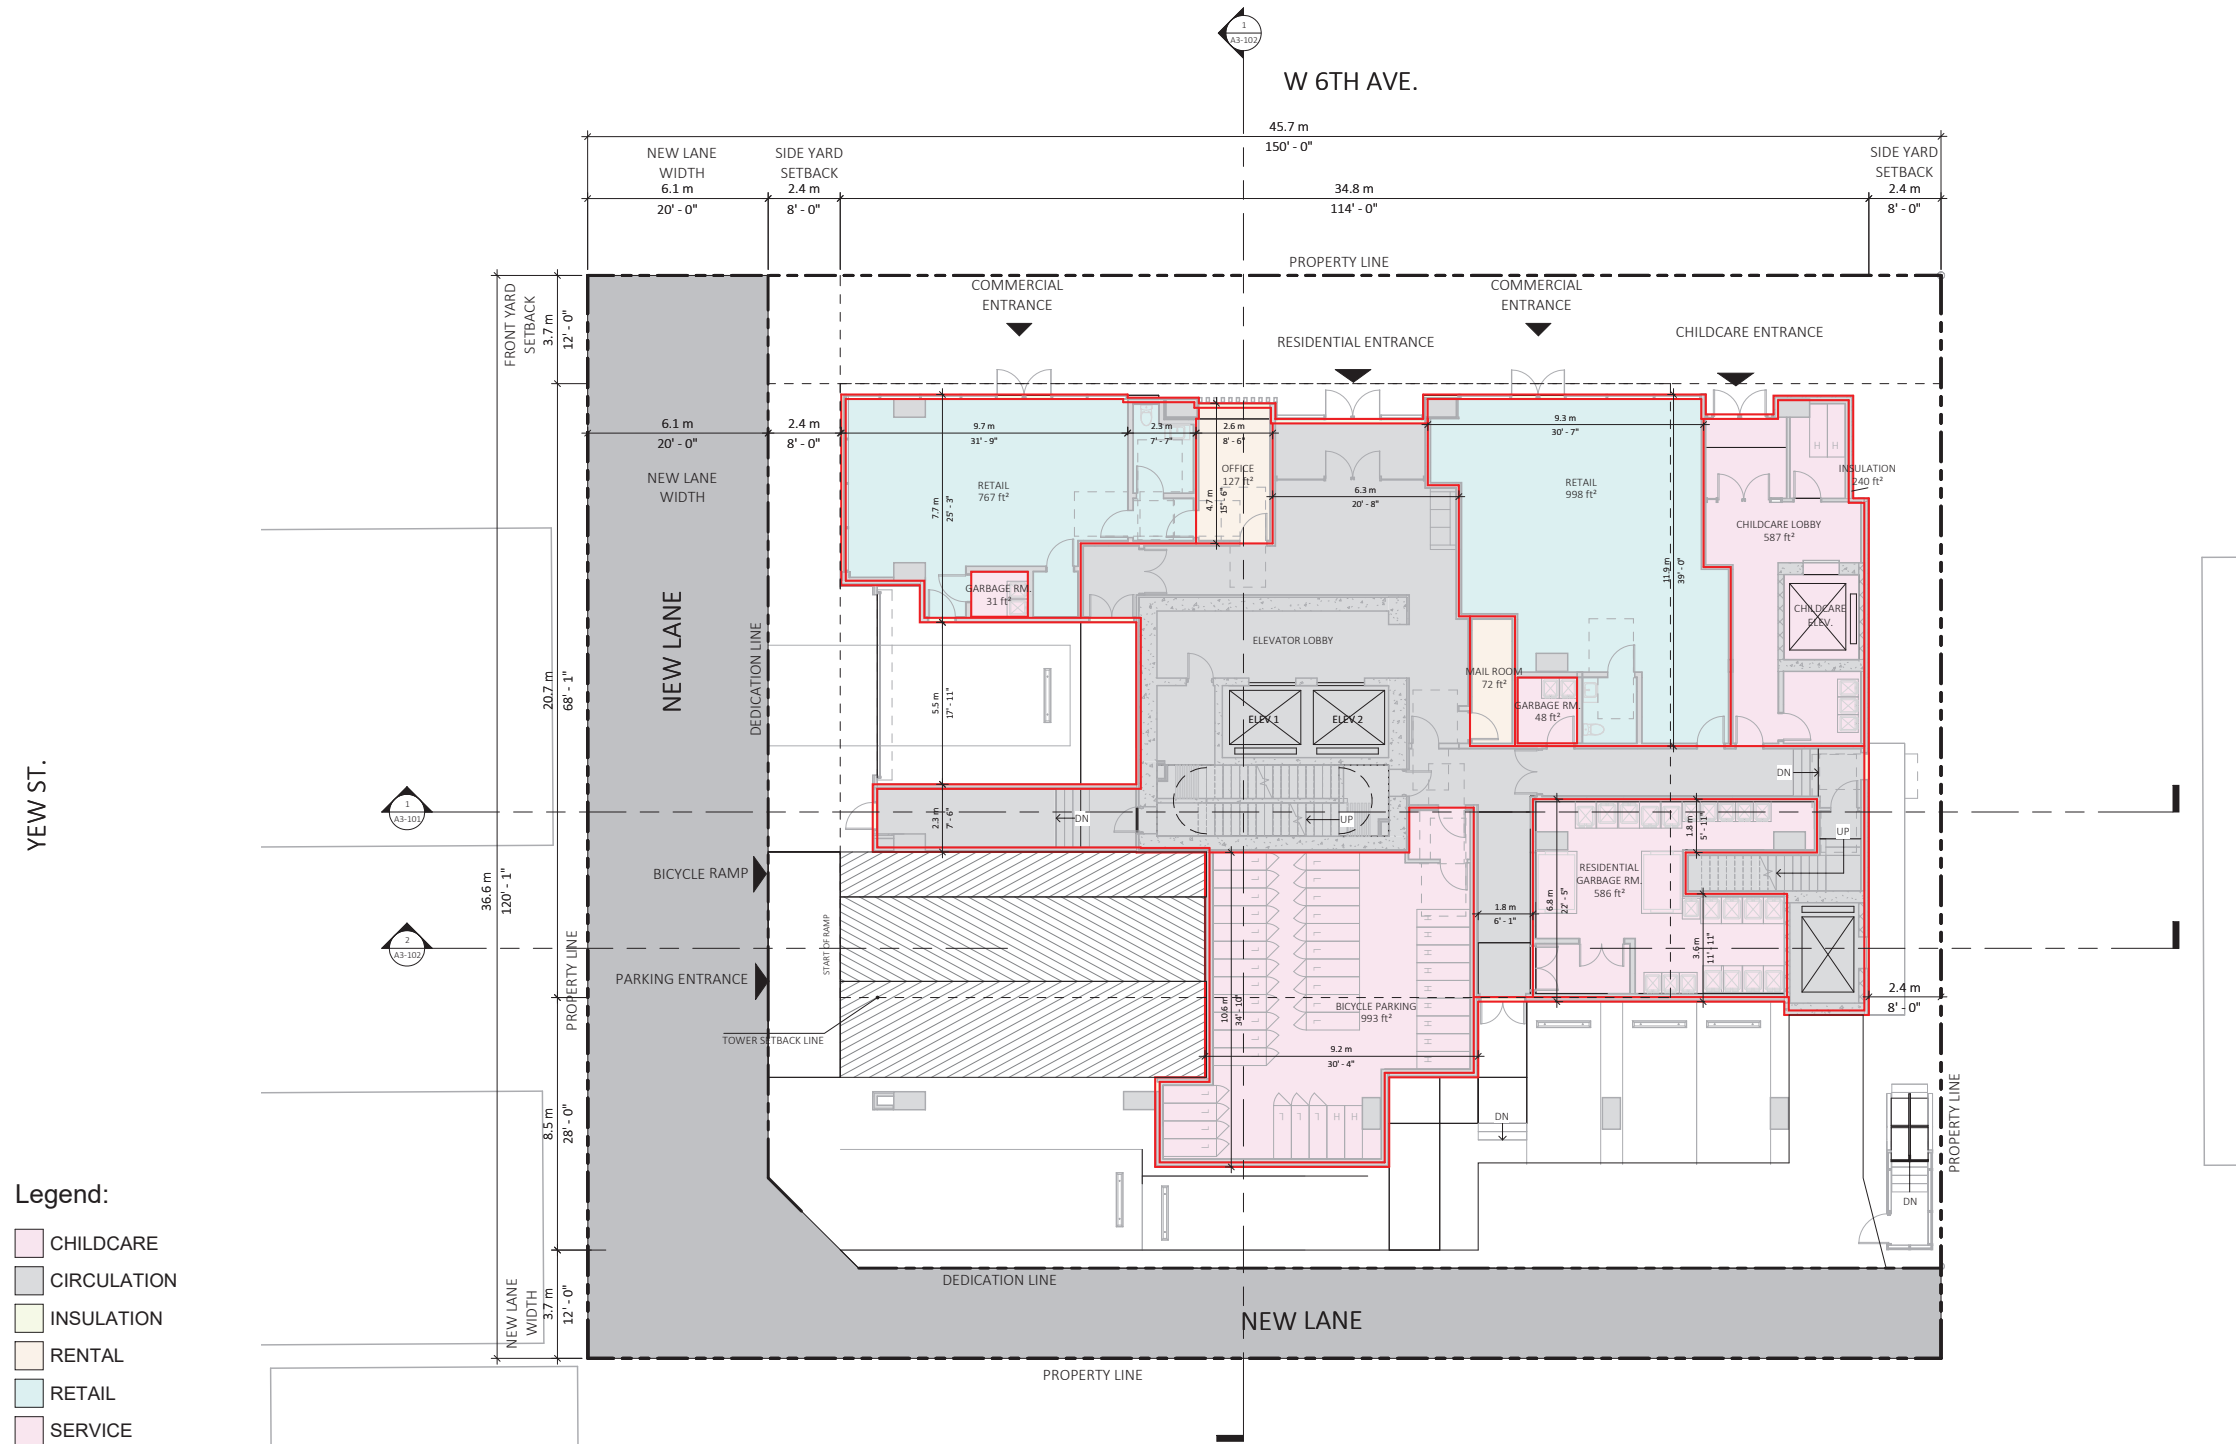 1
A3-102
W 6TH AVE.
45.7 m
150' - 0"
NEW LANE
WIDTH
6.1 m
20' - 0"
SIDE YARD
SETBACK
2.4 m
8' - 0"
34.8 m
114' - 0"
SIDE YARD
SETBACK
2.4 m
8' - 0"
PROPERTY LINE
FRONT YARD
SETBACK
3.7 m
12' - 0"
COMMERCIAL
ENTRANCE
RESIDENTIAL ENTRANCE
COMMERCIAL
ENTRANCE
CHILDCARE ENTRANCE
6.1 m
20' - 0"
2.4 m
8' - 0"
9.7 m
31' - 9"
2.3 m
7' - 7"
2.6 m
8' - 6"
9.3 m
30' - 7"
NEW LANE
WIDTH
RETAIL
767 ft²
7.7 m
25' - 3"
OFFICE
127 ft²
4.7 m
15' - 6"
6.3 m
20' - 8"
RETAIL
998 ft²
H H
INSULATION
240 ft²
CHILDCARE LOBBY
587 ft²
11.9 m
39' - 0"
GARBAGE RM.
31 ft²
CHILDCARE
ELEV.
NEW LANE
DEDICATION LINE
20.7 m
68' - 1"
5.5 m
17' - 11"
ELEVATOR LOBBY
MAIL ROOM
72 ft²
GARBAGE RM.
48 ft²
ELEV.1
ELEV.2
YEW ST.
1
A3-101
DN
2.3 m
7' - 6"
DN
UP
1.8 m
5' - 11"
UP
BICYCLE RAMP
36.6 m
120' - 1"
RESIDENTIAL
GARBAGE RM.
586 ft²
6.8 m
22' - 5"
1.8 m
6' - 1"
3.6 m
11' - 11"
2
A3-102
PROPERTY LINE
START OF RAMP
PARKING ENTRANCE
2.4 m
8' - 0"
BICYCLE PARKING
993 ft²
10.6 m
34' - 10"
TOWER SETBACK LINE
9.2 m
30' - 4"
PROPERTY LINE
8.5 m
28' - 0"
H H
DN
DN
Legend:
CHILDCARE
CIRCULATION
INSULATION
RENTAL
RETAIL
SERVICE
NEW LANE
WIDTH
3.7 m
12' - 0"
DEDICATION LINE
NEW LANE
PROPERTY LINE